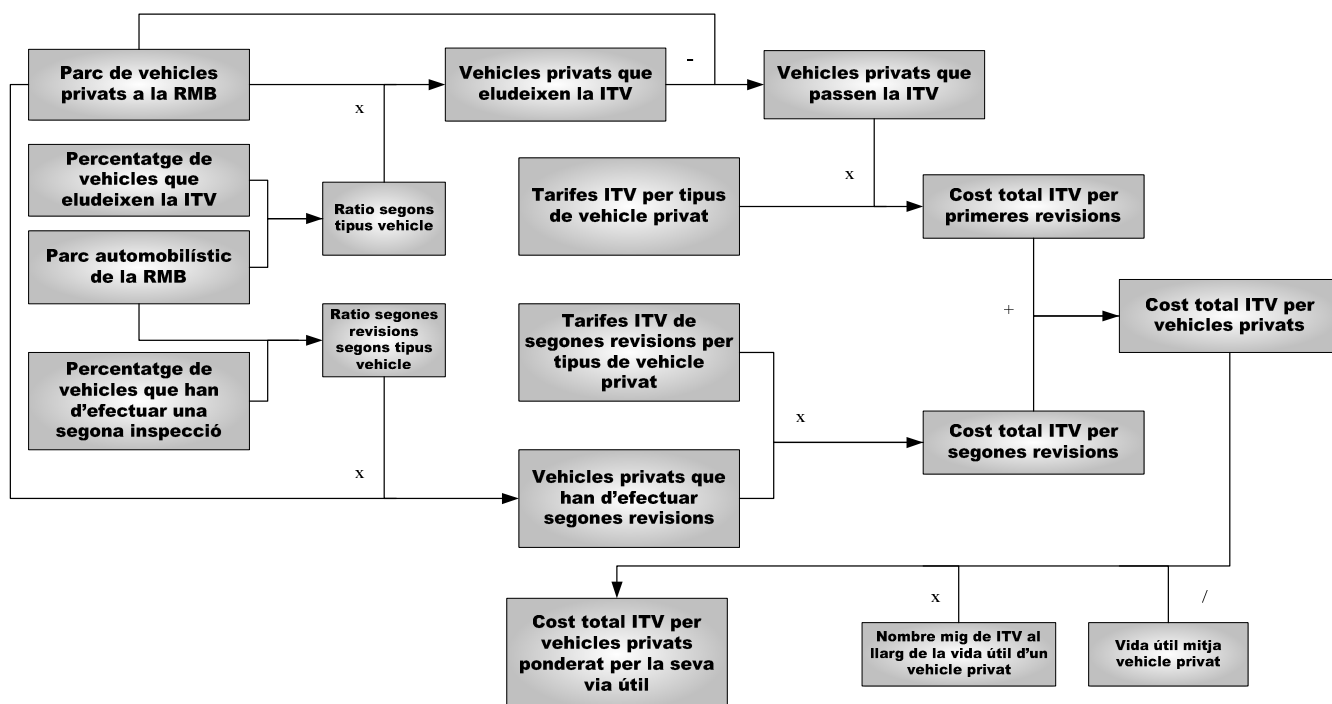 Parc de vehicles
privats a la RMB
x
Vehicles privats que
eludeixen la ITV
-
Vehicles privats que
passen la ITV
Percentatge de
vehicles que
eludeixen la ITV
Ratio segons
tipus vehicle
Parc automobilístic
de la RMB
Tarifes ITV per tipus
de vehicle privat
x
Cost total ITV per
primeres revisions
Ratio segones
revisions
segons tipus
vehicle
Percentatge de
vehicles que han
d'efectuar una
segona inspecció
Tarifes ITV de
segones revisions per
tipus de vehicle
privat
+
Cost total ITV per
vehicles privats
x
Cost total ITV per
segones revisions
x
Vehicles privats que
han d'efectuar
segones revisions
Cost total ITV per
vehicles privats
ponderat per la seva
via útil
x
Nombre mig de ITV al
llarg de la vida útil d'un
vehicle privat
/
Vida útil mitja
vehicle privat